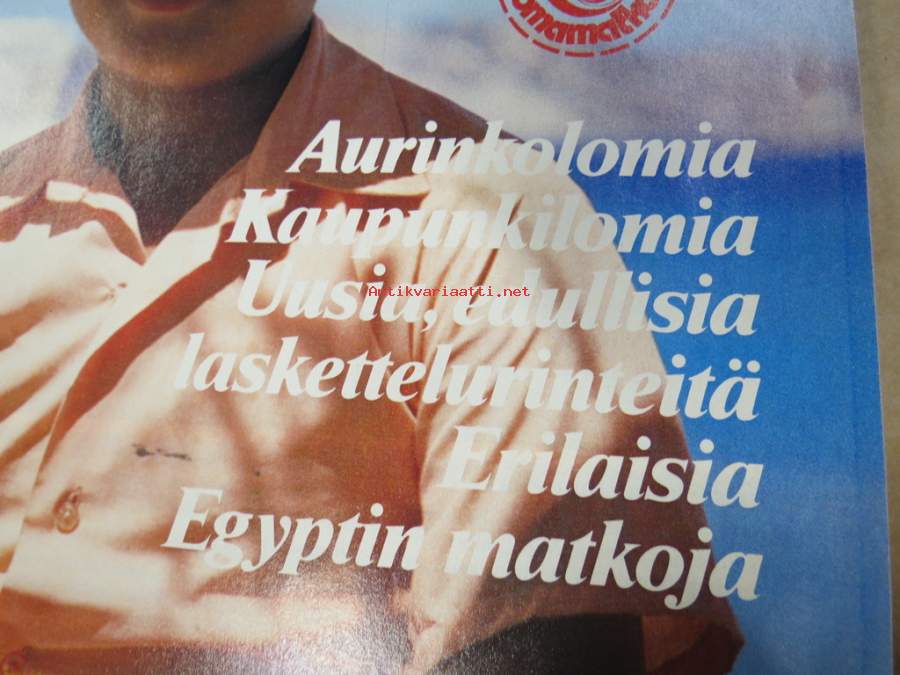 Aurinkolomia
Kaupunkilomia
Uusia, edullisia
Antikvariaatti.net
laskettelurinteitä
Erilaisia
Egyptin matkoja